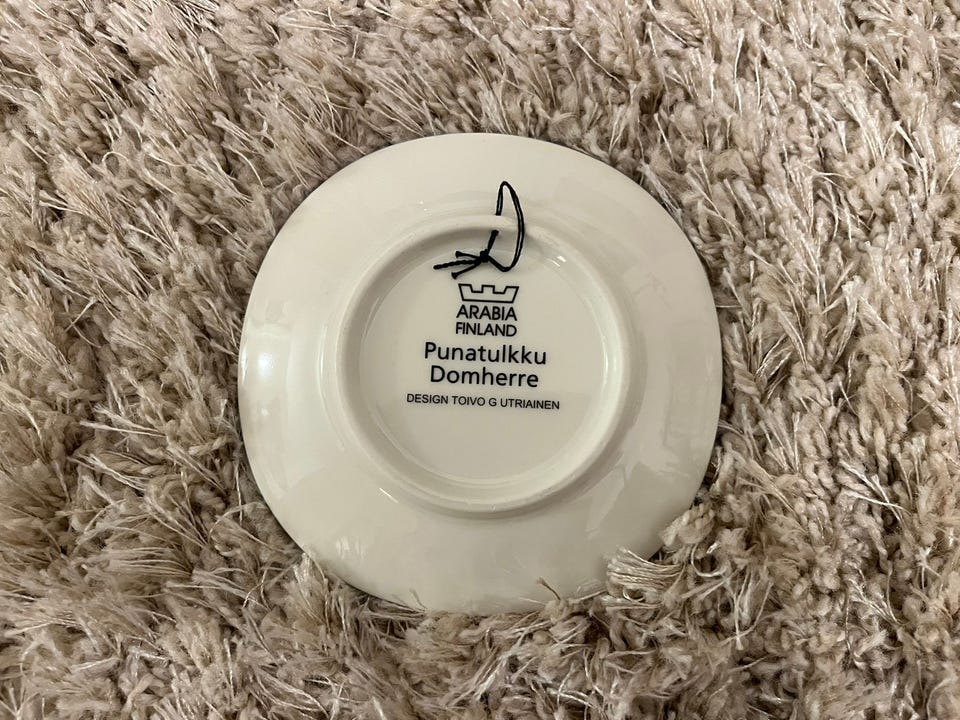 ARABIA
FINLAND
Punatulkku
Domherre
DESIGN TOIVO G UTRIAINEN